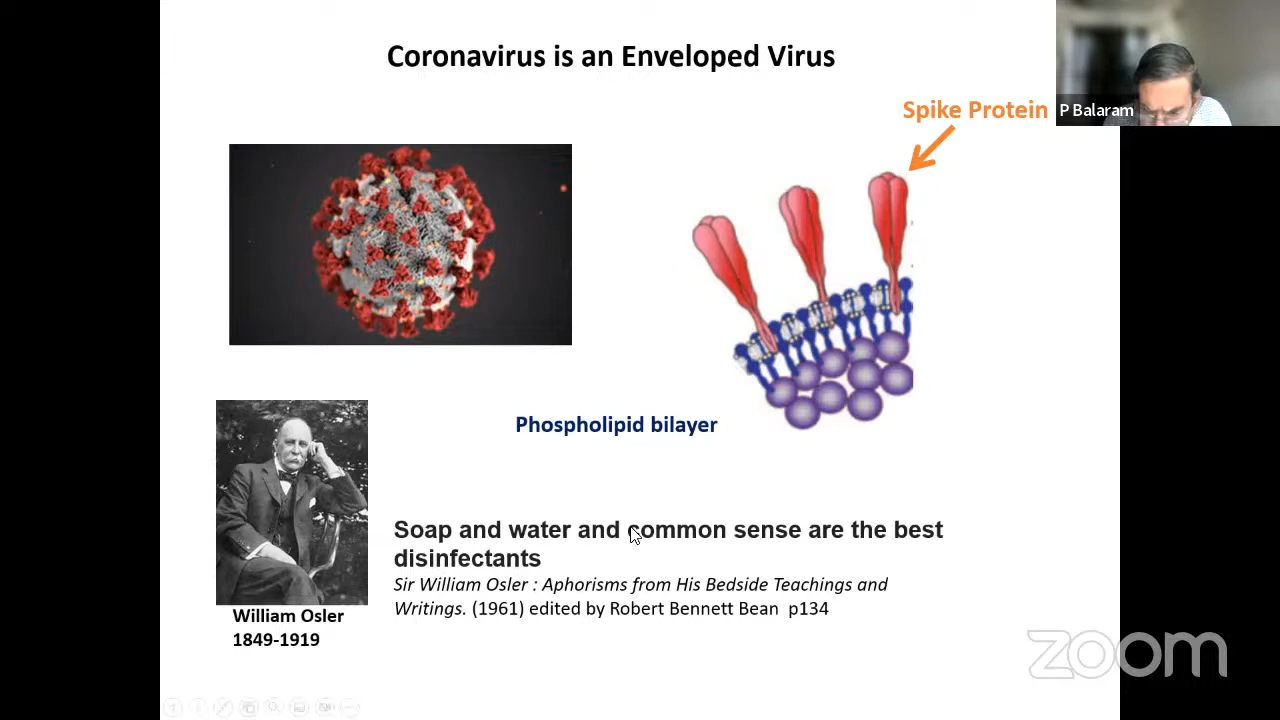 Coronavirus is an Enveloped Virus
Spike Protein
P Balaram
Phospholipid bilayer
Soap and water and common sense are the best
disinfectants
Sir William Osler : Aphorisms from His Bedside Teachings and
Writings. (1961) edited by Robert Bennett Bean p134
William Osler
1849-1919
zoom